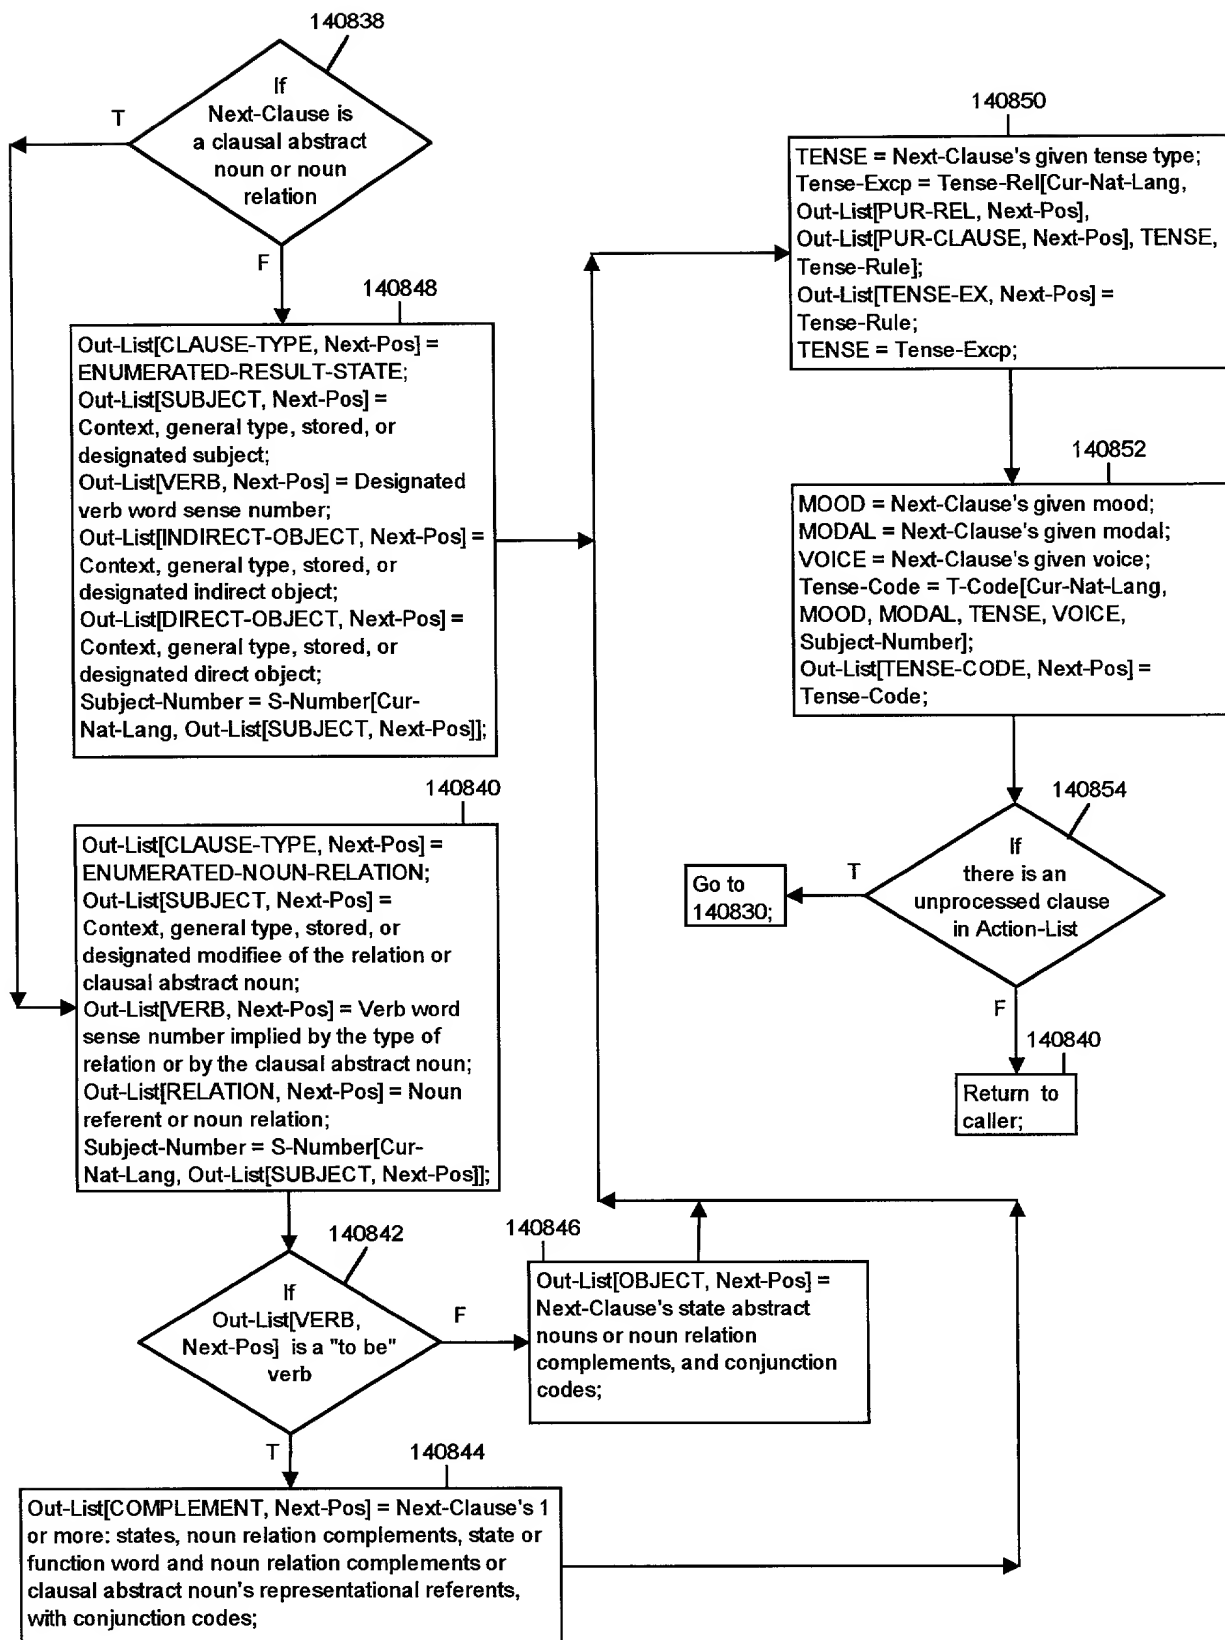 140838
If
Next-Clause is
a clausal abstract
noun or noun
relation
T
F
140848
Out-List[CLAUSE-TYPE, Next-Pos] =
ENUMERATED-RESULT-STATE;
Out-List[SUBJECT, Next-Pos] =
Context, general type, stored, or
designated subject;
Out-List[VERB, Next-Pos] = Designated
verb word sense number;
Out-List[INDIRECT-OBJECT, Next-Pos] =
Context, general type, stored, or
designated indirect object;
Out-List[DIRECT-OBJECT, Next-Pos] =
Context, general type, stored, or
designated direct object;
Subject-Number = S-Number[Cur-
Nat-Lang, Out-List[SUBJECT, Next-Pos]];
140840
Out-List[CLAUSE-TYPE, Next-Pos] =
ENUMERATED-NOUN-RELATION;
Out-List[SUBJECT, Next-Pos] =
Context, general type, stored, or
designated modifiee of the relation or
clausal abstract noun;
Out-List[VERB, Next-Pos] = Verb word
sense number implied by the type of
relation or by the clausal abstract noun;
Out-List[RELATION, Next-Pos] = Noun
referent or noun relation;
Subject-Number = S-Number[Cur-
Nat-Lang, Out-List[SUBJECT, Next-Pos]];
140842
If
Out-List[VERB,
Next-Pos] is a "to be"
verb
F
T
140846
Out-List[OBJECT, Next-Pos] =
Next-Clause's state abstract
nouns or noun relation
complements, and conjunction
codes;
140844
Out-List[COMPLEMENT, Next-Pos] = Next-Clause's 1
or more: states, noun relation complements, state or
function word and noun relation complements or
clausal abstract noun's representational referents,
with conjunction codes;
140850
TENSE = Next-Clause's given tense type;
Tense-Excp = Tense-Rel[Cur-Nat-Lang,
Out-List[PUR-REL, Next-Pos],
Out-List[PUR-CLAUSE, Next-Pos], TENSE,
Tense-Rule];
Out-List[TENSE-EX, Next-Pos] =
Tense-Rule;
TENSE = Tense-Excp;
140852
MOOD = Next-Clause's given mood;
MODAL = Next-Clause's given modal;
VOICE = Next-Clause's given voice;
Tense-Code = T-Code[Cur-Nat-Lang,
MOOD, MODAL, TENSE, VOICE,
Subject-Number];
Out-List[TENSE-CODE, Next-Pos] =
Tense-Code;
140854
If
there is an
unprocessed clause
in Action-List
T
Go to
140830;
F
140840
Return to
caller;